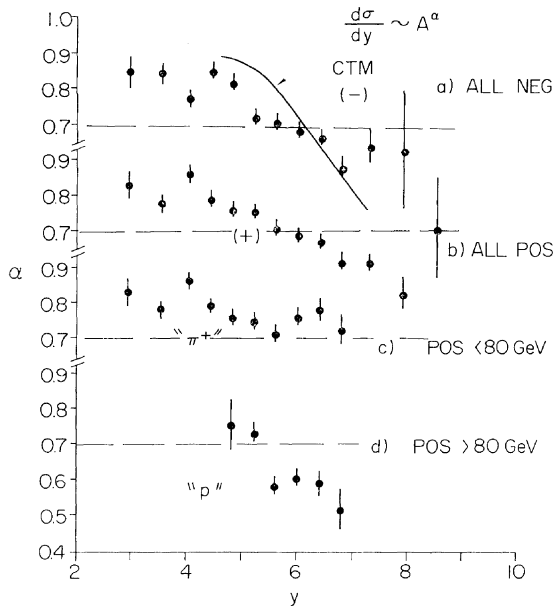 dσ/dy ~ A^α
CTM
(-)
a) ALL NEG
(+)
b) ALL POS
"π+"
c) POS <80 GeV
d) POS >80 GeV
"p"
α
1.0
0.9
0.8
0.7
0.9
0.8
0.7
0.9
0.8
0.7
0.9
0.8
0.7
0.6
0.5
0.4
2 4 6 8 10
y